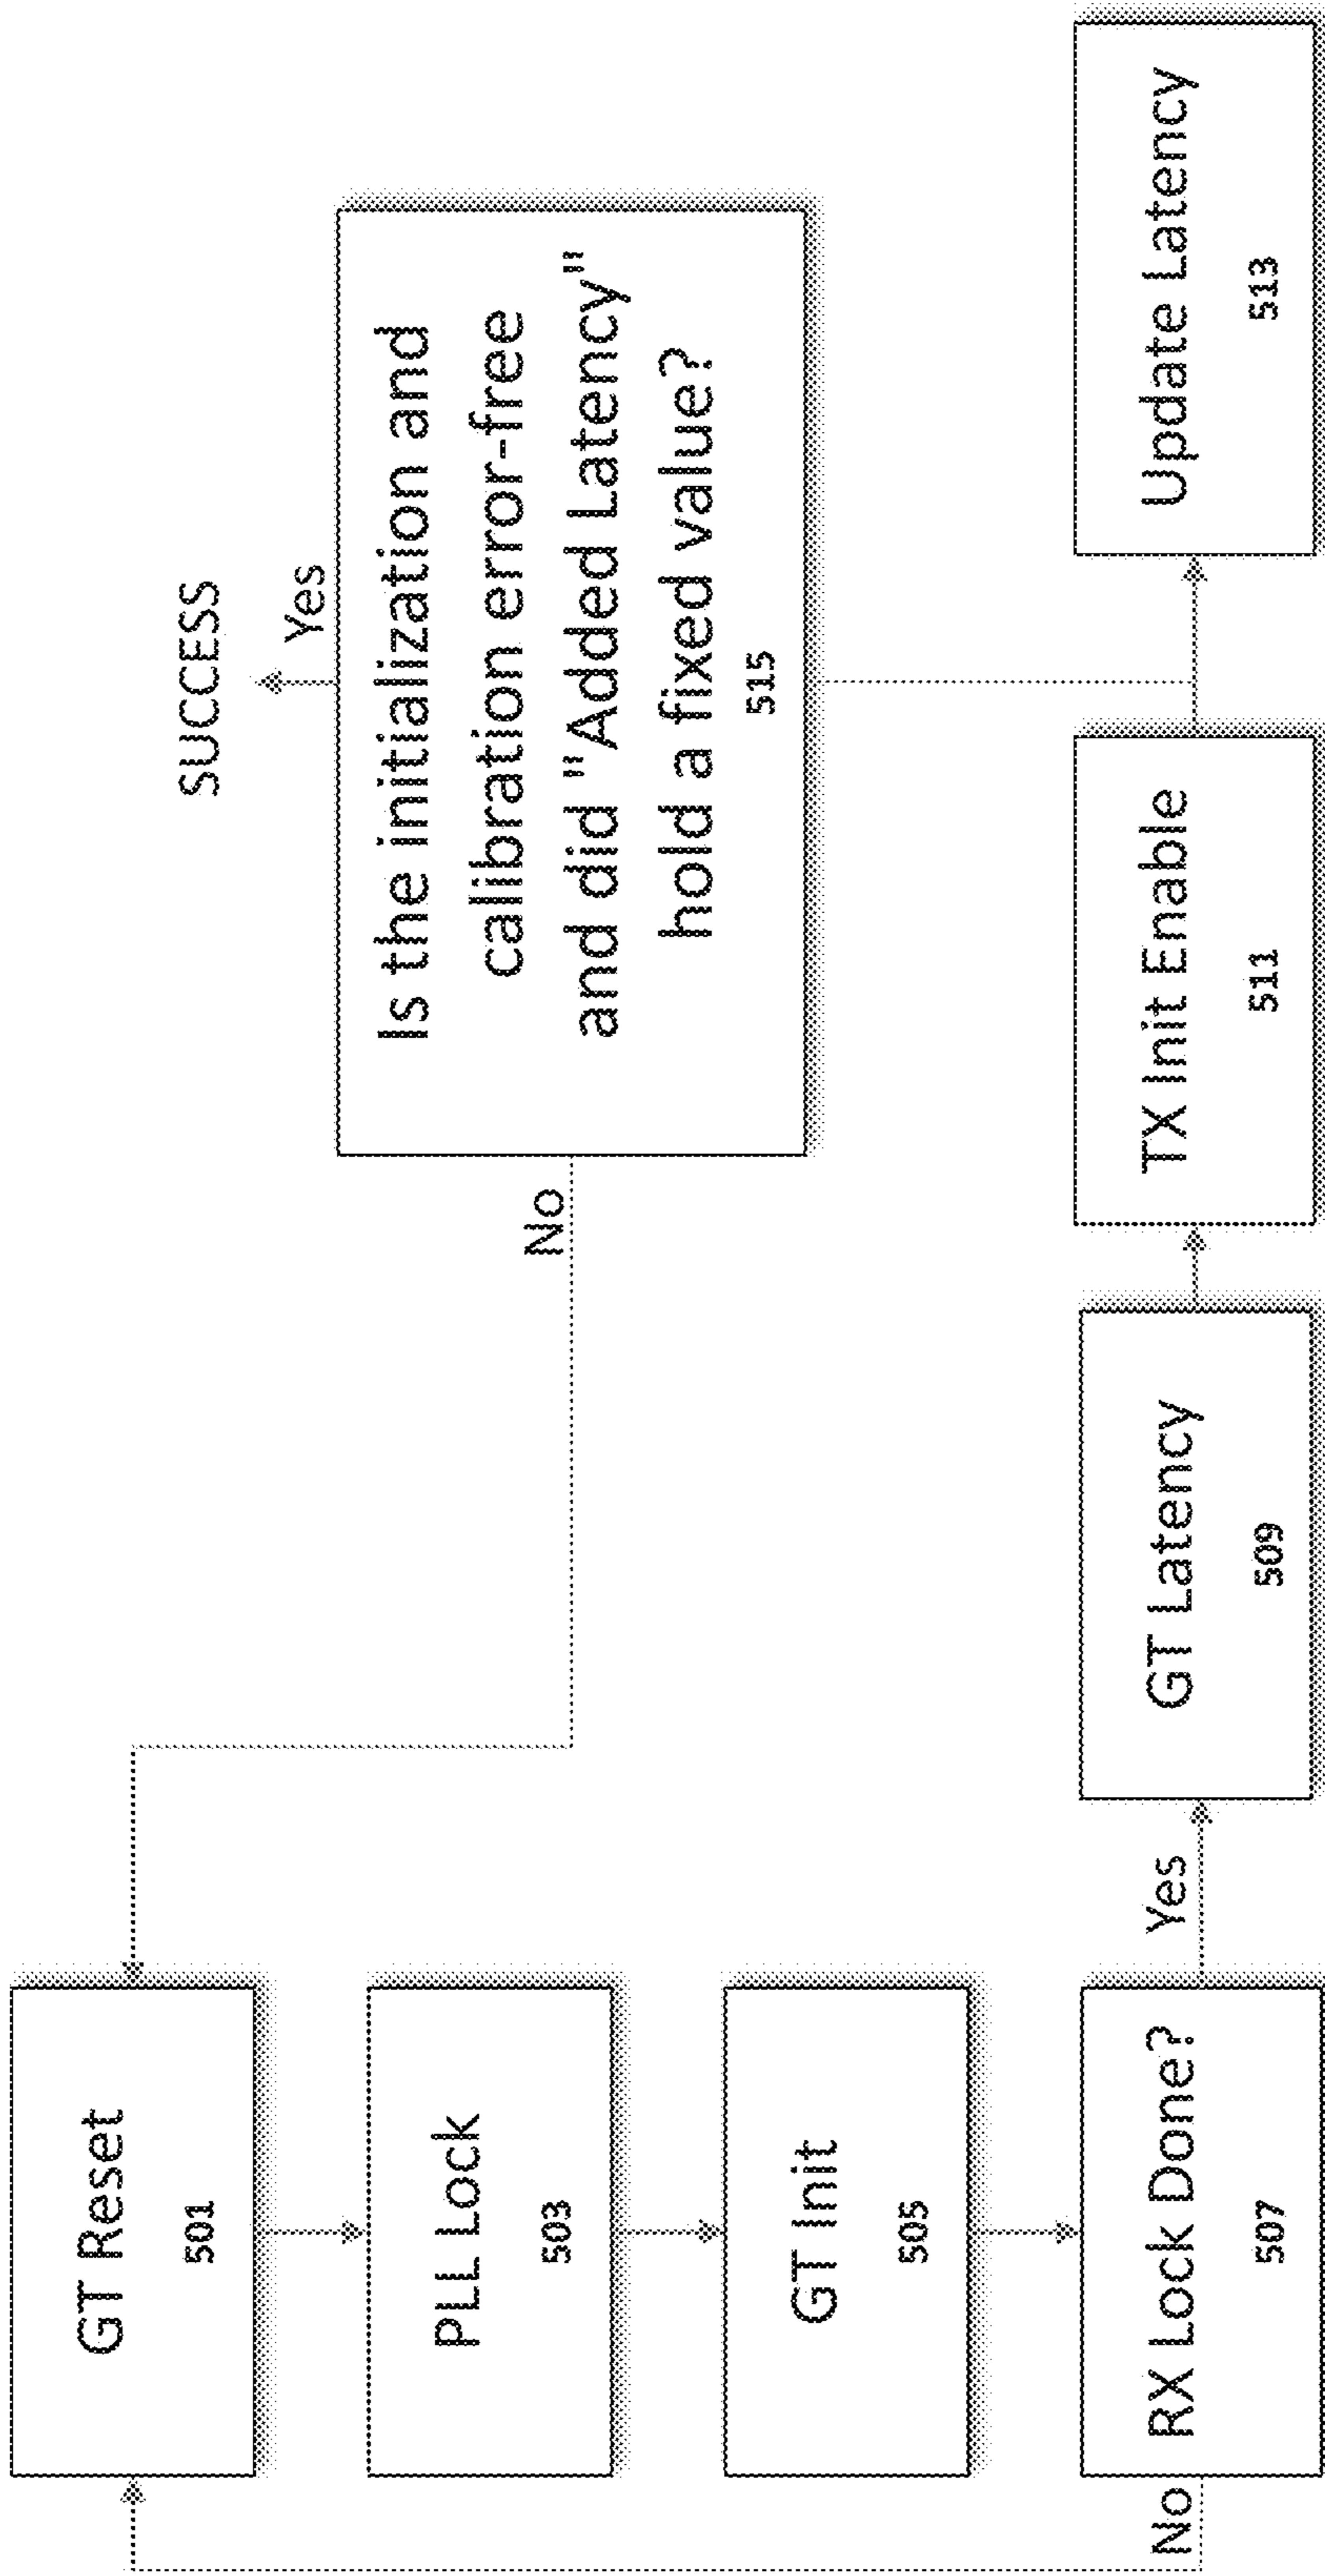 GT Reset
501
PLL Lock
503
GT Init
505
RX Lock Done?
507
No
Yes
GT Latency
509
TX Init Enable
511
Update Latency
513
Is the initialization and
calibration error-free
and did "Added Latency"
hold a fixed value?
515
No
Yes
SUCCESS